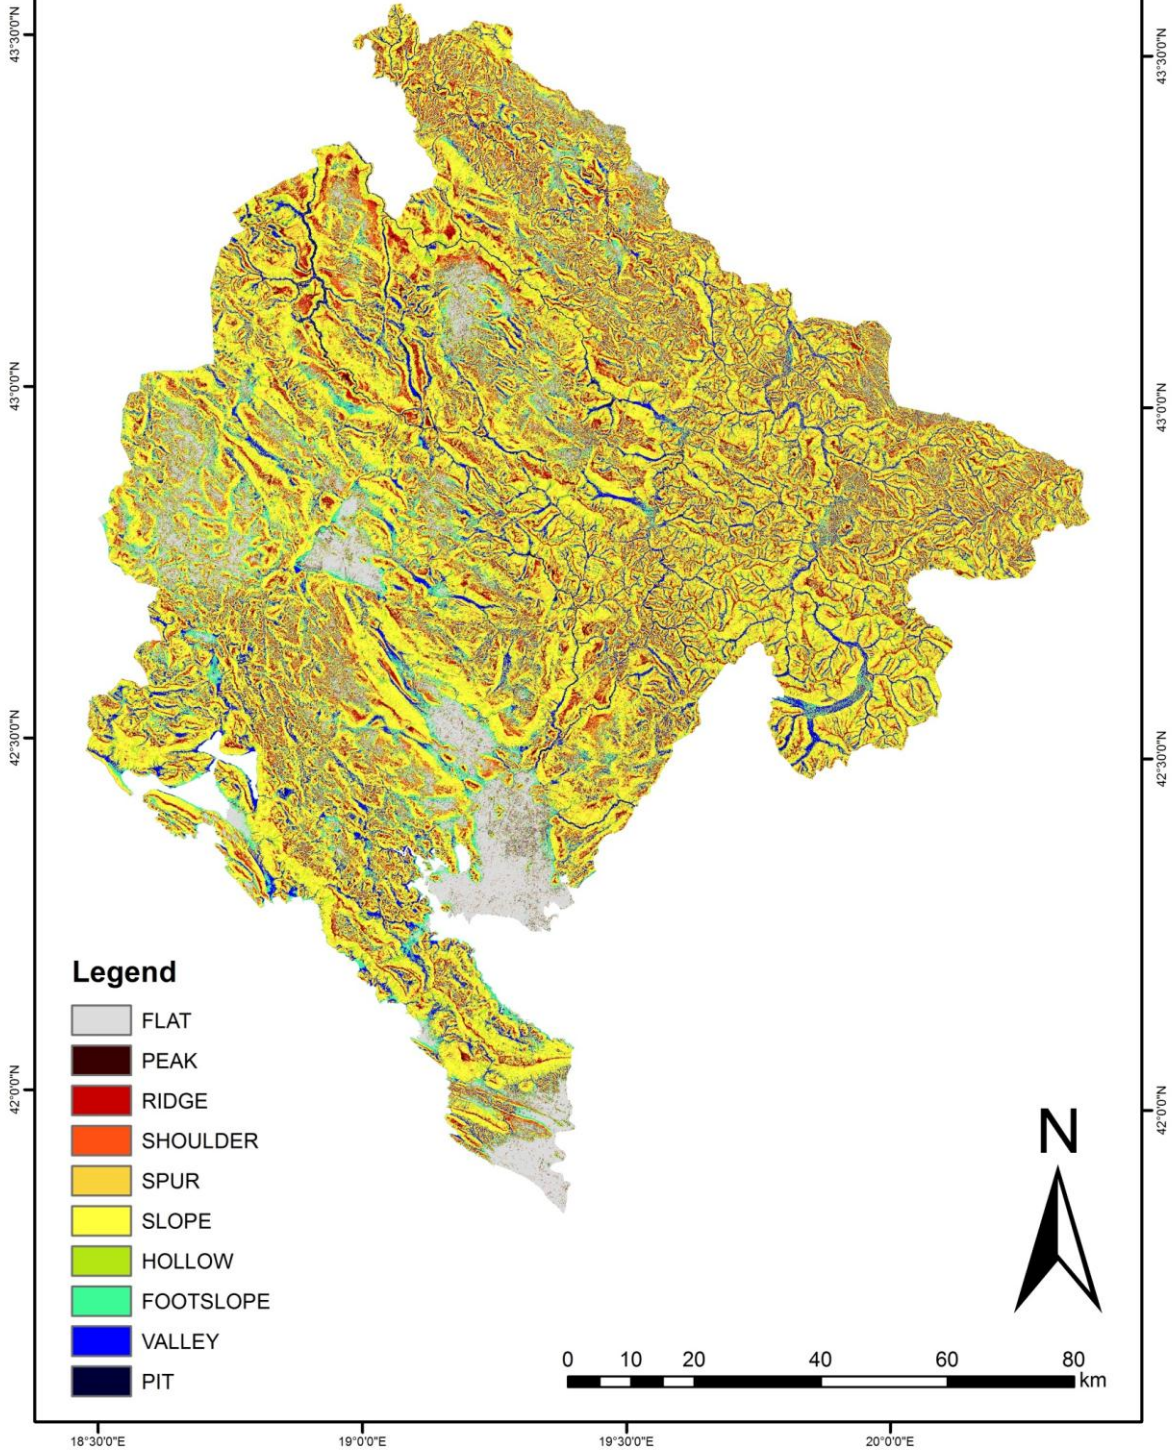 43°30'0"N
43°30'0"N
43°0'0"N
43°0'0"N
42°30'0"N
42°30'0"N
42°0'0"N
42°0'0"N
Legend
FLAT
PEAK
RIDGE
SHOULDER
SPUR
SLOPE
HOLLOW
FOOTSLOPE
VALLEY
PIT
N
0 10 20 40 60 80
km
18°30'0"E 19°0'0"E 19°30'0"E 20°0'0"E